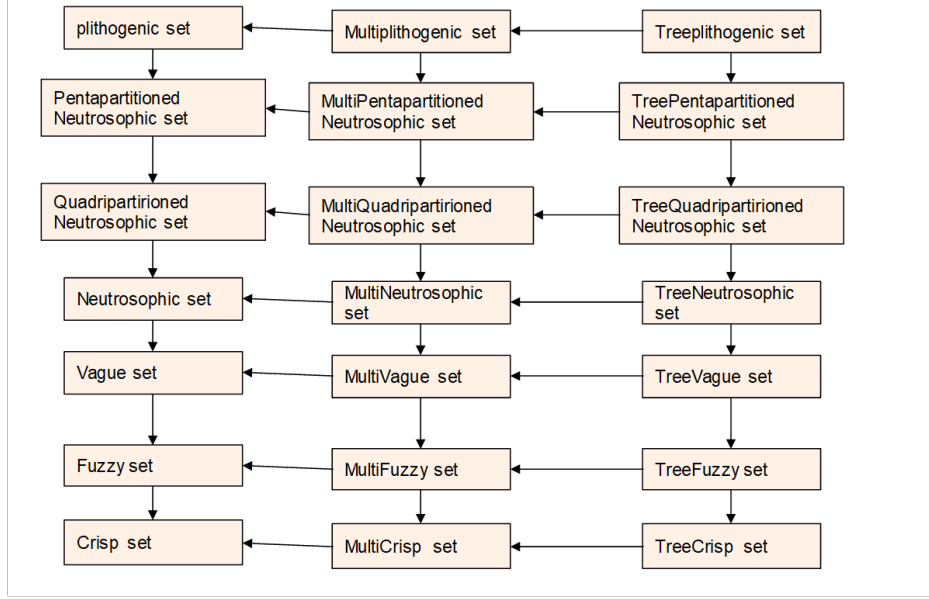 plithogenic set
Multiplithogenic set
Treeplithogenic set
Pentapartitioned
Neutrosophic set
MultiPentapartitioned
Neutrosophic set
TreePentapartitioned
Neutrosophic set
Quadripartirioned
Neutrosophic set
MultiQuadripartirioned
Neutrosophic set
TreeQuadripartirioned
Neutrosophic set
Neutrosophic set
MultiNeutrosophic
set
TreeNeutrosophic
set
Vague set
MultiVague set
TreeVague set
Fuzzy set
MultiFuzzy set
TreeFuzzy set
Crisp set
MultiCrisp set
TreeCrisp set